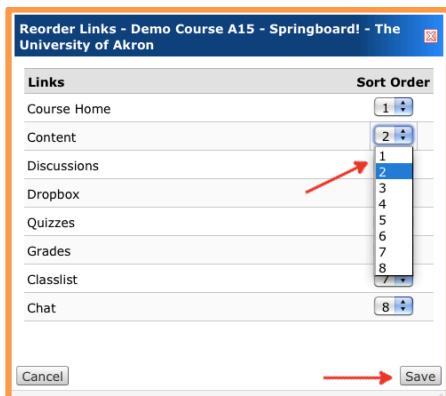 Reorder Links - Demo Course A15 - Springboard! - The
University of Akron
Links Sort Order
Course Home 1
Content 2
1
Discussions
2
Dropbox
3
4
Quizzes
5
6
Grades
7
8
Classlist 7
Chat 8
Cancel Save